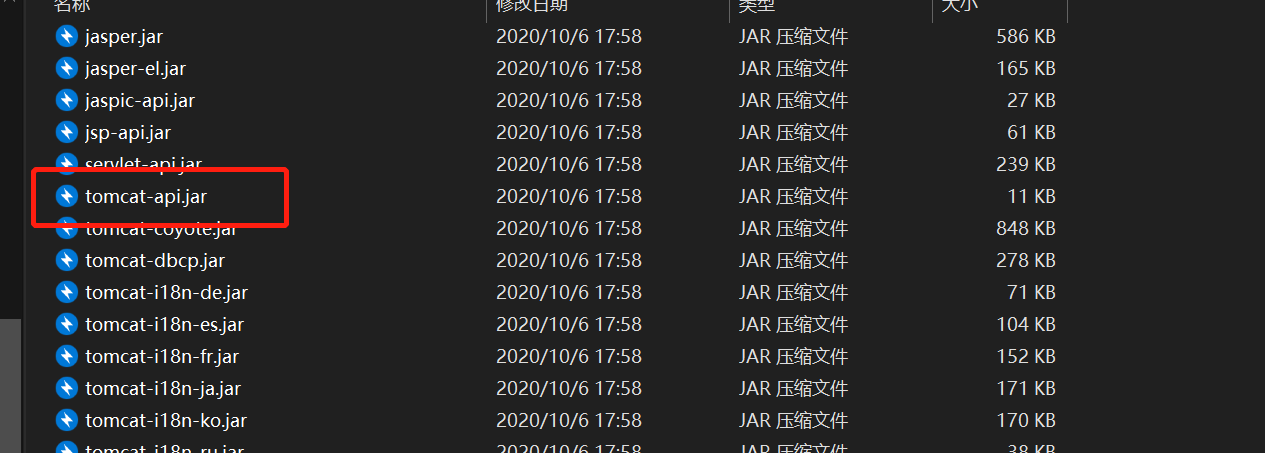 名称 修改日期 类型 大小
jasper.jar 2020/10/6 17:58 JAR 压缩文件 586 KB
jasper-el.jar 2020/10/6 17:58 JAR 压缩文件 165 KB
jaspic-api.jar 2020/10/6 17:58 JAR 压缩文件 27 KB
jsp-api.jar 2020/10/6 17:58 JAR 压缩文件 61 KB
servlet-api.jar 2020/10/6 17:58 JAR 压缩文件 239 KB
tomcat-api.jar 2020/10/6 17:58 JAR 压缩文件 11 KB
tomcat-coyote.jar 2020/10/6 17:58 JAR 压缩文件 848 KB
tomcat-dbcp.jar 2020/10/6 17:58 JAR 压缩文件 278 KB
tomcat-i18n-de.jar 2020/10/6 17:58 JAR 压缩文件 71 KB
tomcat-i18n-es.jar 2020/10/6 17:58 JAR 压缩文件 104 KB
tomcat-i18n-fr.jar 2020/10/6 17:58 JAR 压缩文件 152 KB
tomcat-i18n-ja.jar 2020/10/6 17:58 JAR 压缩文件 171 KB
tomcat-i18n-ko.jar 2020/10/6 17:58 JAR 压缩文件 170 KB
tomcat-i18n-ru.jar 2020/10/6 17:58 JAR 压缩文件 38 KB